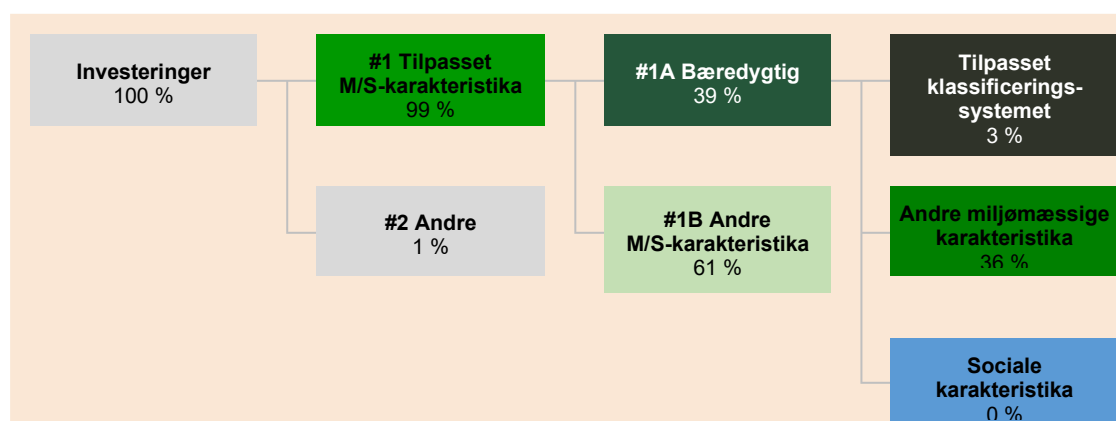 Investeringer
100 %
#1 Tilpasset
M/S-karakteristika
99 %
#2 Andre
1 %
#1A Bæredygtig
39 %
#1B Andre
M/S-karakteristika
61 %
Tilpasset
klassificerings-
systemet
3 %
Andre miljømæssige
karakteristika
36 %
Sociale
karakteristika
0 %